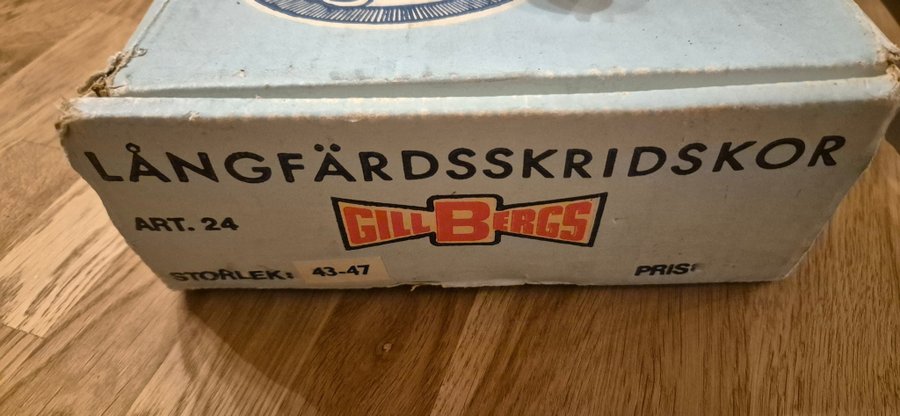 LÅNGFÄRDSSKRIDSKOR
ART. 24
GILLBERGS
STORLEK: 43-47
PRIS: